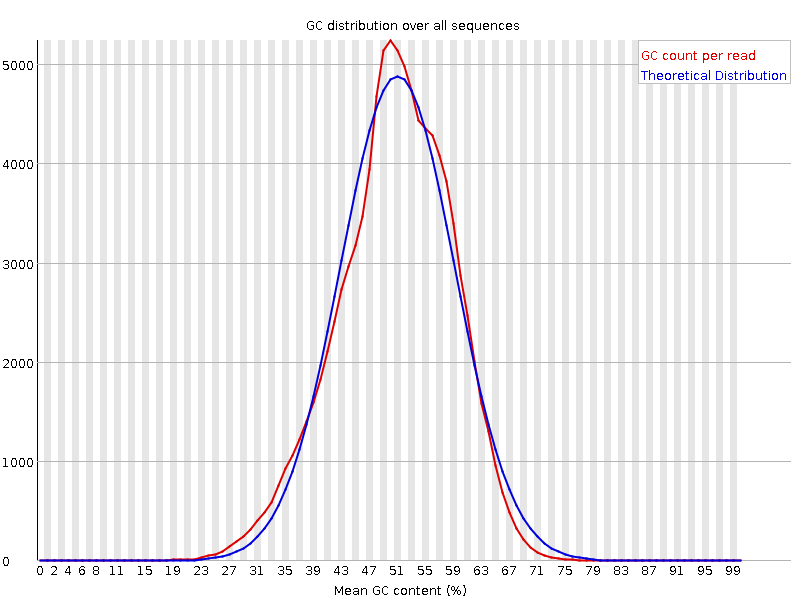 GC distribution over all sequences
GC count per read
Theoretical Distribution
5000
4000
3000
2000
1000
0
0 2 4 6 8 11 15 19 23 27 31 35 39 43 47 51 55 59 63 67 71 75 79 83 87 91 95 99
Mean GC content (%)